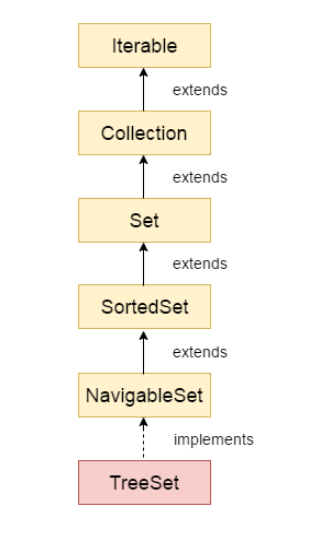 Iterable
extends
Collection
extends
Set
extends
SortedSet
extends
NavigableSet
implements
TreeSet